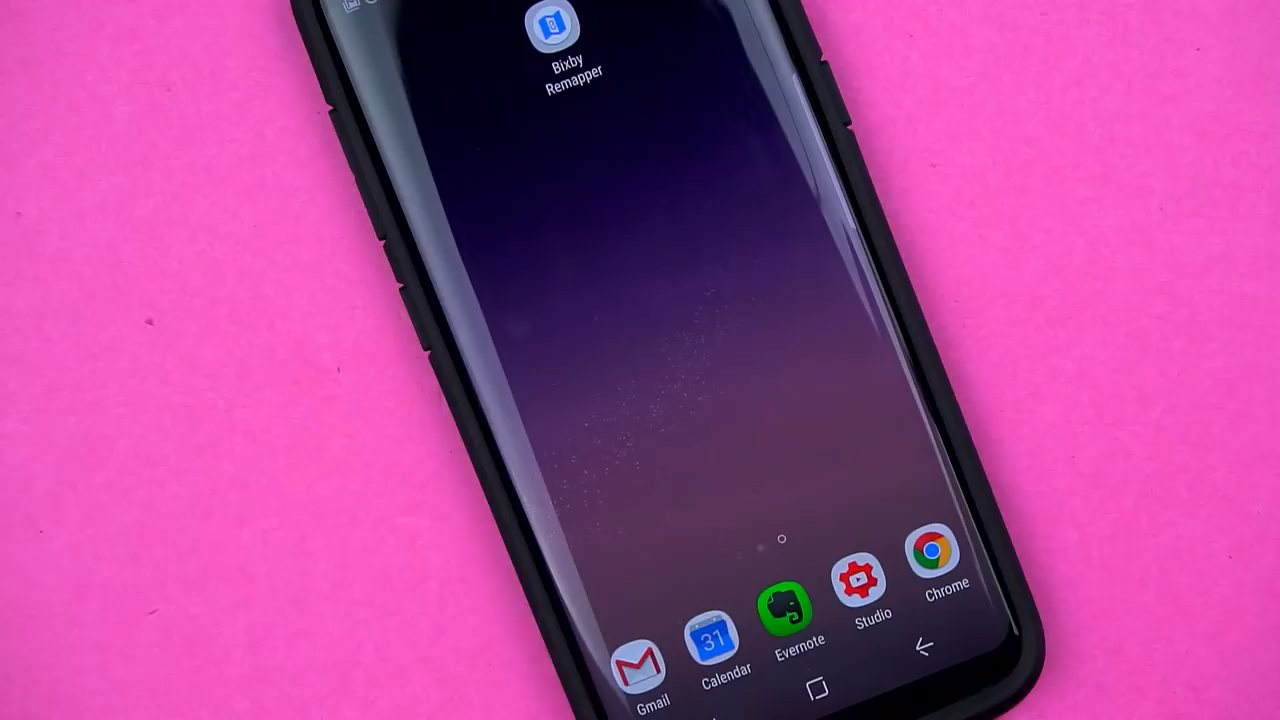 Bixby
Remapper
Gmail
31
Calendar
Evernote
Studio
Chrome